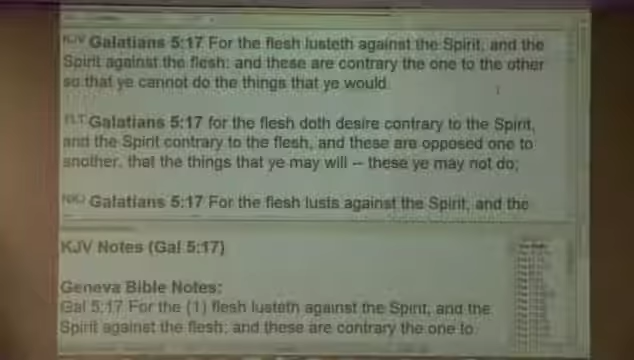 KJV Galatians 5:17 For the flesh lusteth against the Spirit, and the
Spirit against the flesh: and these are contrary the one to the other
so that ye cannot do the things that ye would.
YLT Galatians 5:17 for the flesh doth desire contrary to the Spirit,
and the Spirit contrary to the flesh, and these are opposed one to
another, that the things that ye may will -- these ye may not do;
NKJ Galatians 5:17 For the flesh lusts against the Spirit, and the
KJV Notes (Gal 5:17)
Geneva Bible Notes:
Gal 5:17 For the (1) flesh lusteth against the Spirit, and the
Spirit against the flesh; and these are contrary the one to